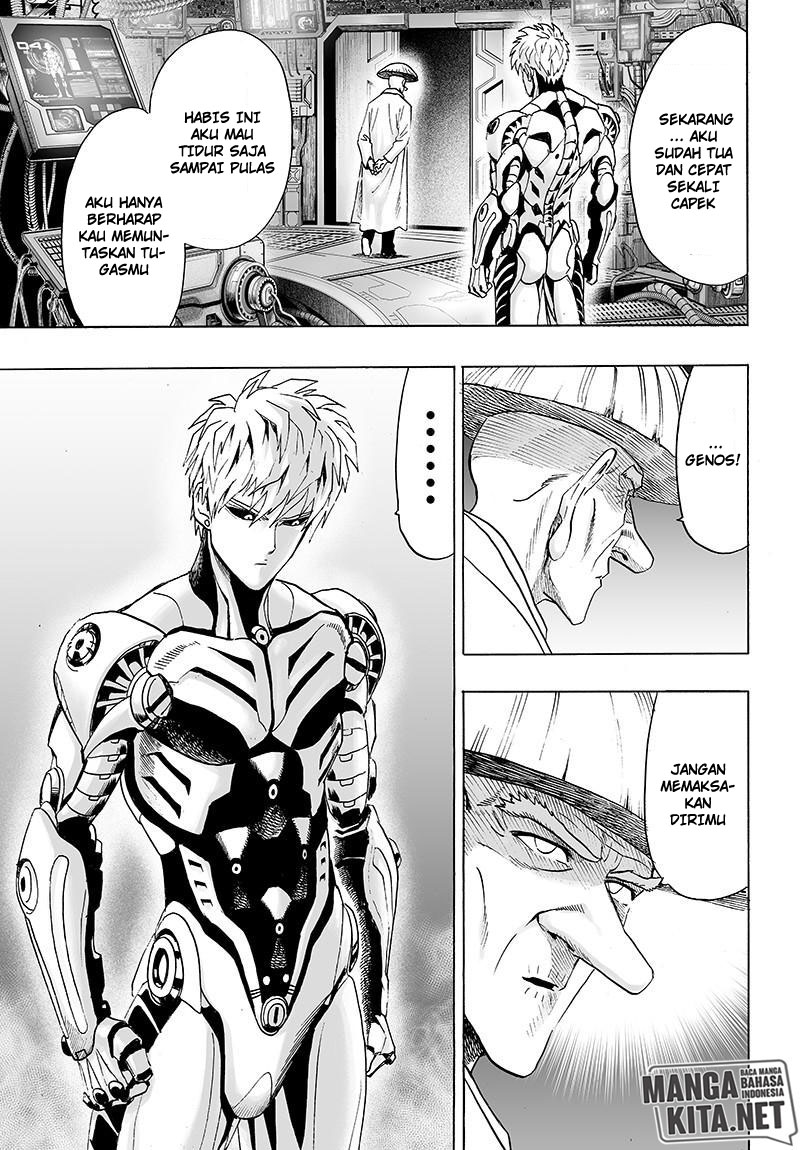 SEKARANG
... AKU
SUDAH TUA
DAN CEPAT
SEKALI
CAPEK
HABIS INI
AKU MAU
TIDUR SAJA
SAMPAI PULAS
AKU HANYA
BERHARAP
KAU MEMUN-
TASKAN TU-
GASMU
04
...
GENOS!
......
JANGAN
MEMAKSA-
KAN
DIRIMU
MANGA
KITA.NET
BACA MANGA
BAHASA
INDONESIA